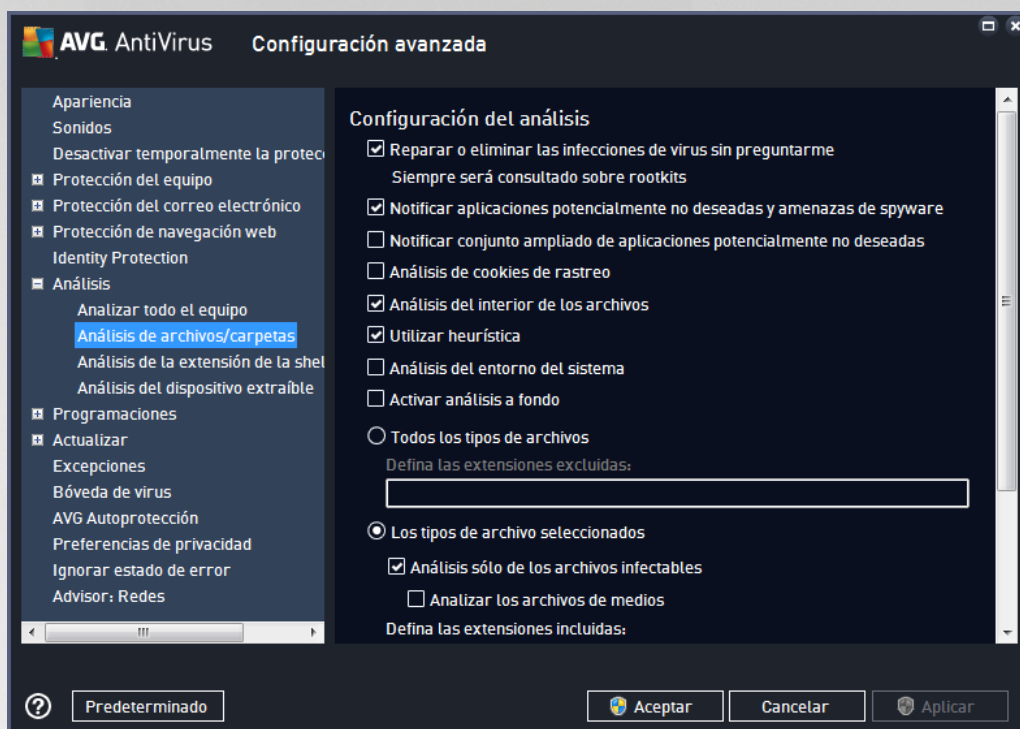 AVG. AntiVirus
Configuración avanzada
Apariencia
Sonidos
Desactivar temporalmente la protec
Protección del equipo
Protección del correo electrónico
Protección de navegación web
Identity Protection
Análisis
Analizar todo el equipo
Análisis de archivos/carpetas
Análisis de la extensión de la shel
Análisis del dispositivo extraíble
Programaciones
Actualizar
Excepciones
Bóveda de virus
AVG Autoprotección
Preferencias de privacidad
Ignorar estado de error
Advisor: Redes
Configuración del análisis
Reparar o eliminar las infecciones de virus sin preguntarme
Siempre será consultado sobre rootkits
Notificar aplicaciones potencialmente no deseadas y amenazas de spyware
Notificar conjunto ampliado de aplicaciones potencialmente no deseadas
Análisis de cookies de rastreo
Análisis del interior de los archivos
Utilizar heurística
Análisis del entorno del sistema
Activar análisis a fondo
Todos los tipos de archivos
Defina las extensiones excluidas:
Los tipos de archivo seleccionados
Análisis sólo de los archivos infectables
Analizar los archivos de medios
Defina las extensiones incluidas:
Predeterminado
Aceptar
Cancelar
Aplicar